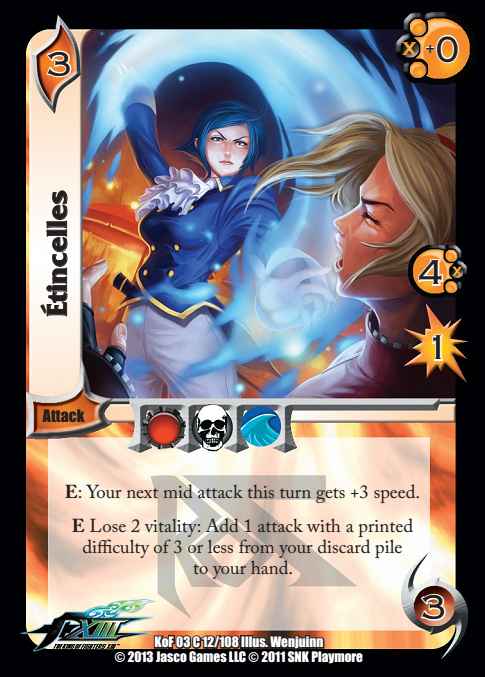 3
X +0
Étincelles
4 X
1
Attack
E: Your next mid attack this turn gets +3 speed.
E Lose 2 vitality: Add 1 attack with a printed
difficulty of 3 or less from your discard pile
to your hand.
3
XIII
KoF 03 C 12/108 Illus. Wenjuinn
© 2013 Jasco Games LLC © 2011 SNK Playmore